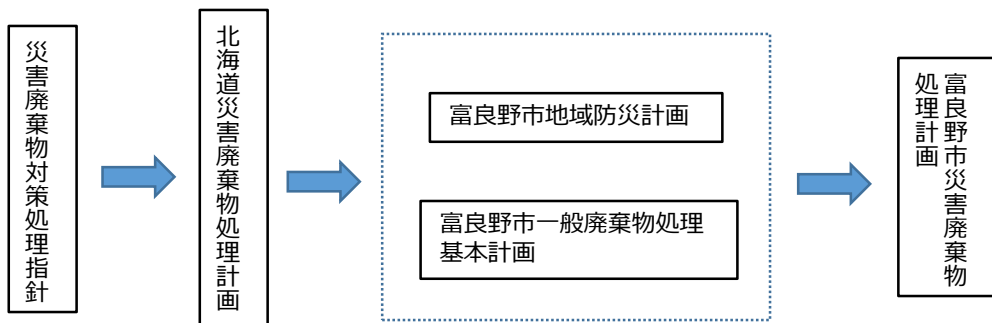 災害廃棄物対策処理指針
北海道災害廃棄物処理計画
富良野市地域防災計画
富良野市一般廃棄物処理
基本計画
富良野市災害廃棄物
処理計画